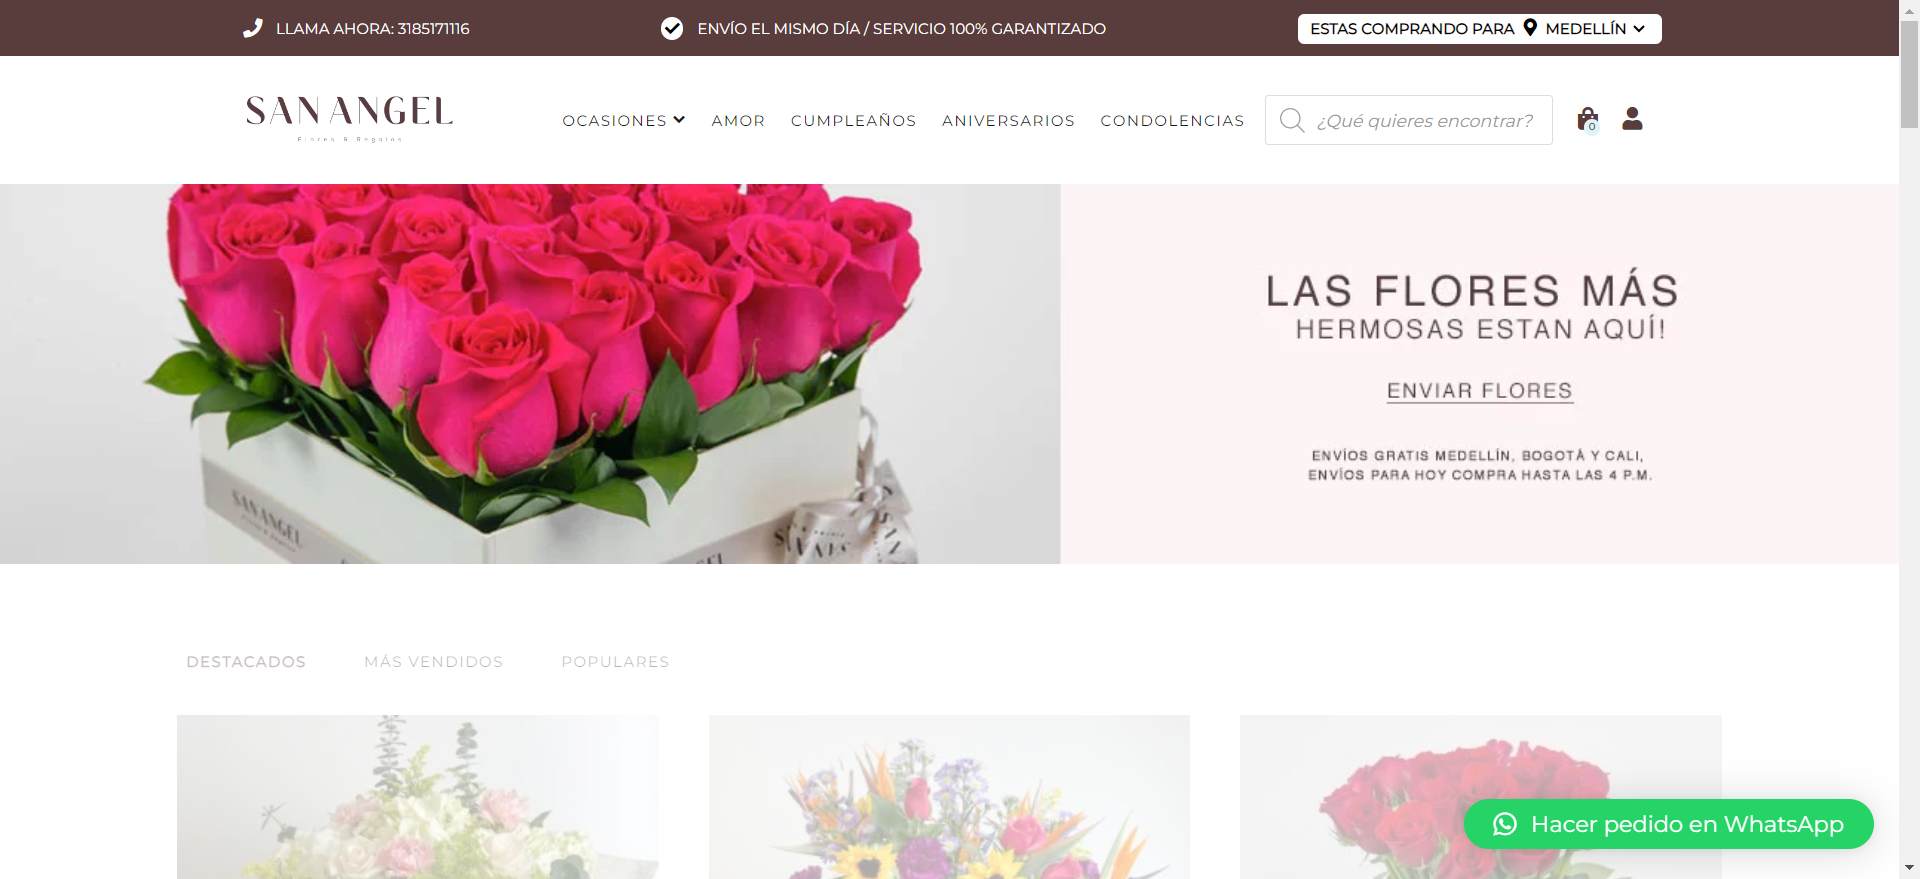 LLAMA AHORA: 3185171116
ENVÍO EL MISMO DÍA / SERVICIO 100% GARANTIZADO
ESTAS COMPRANDO PARA MEDELLÍN
SAN ANGEL
Flores & Regalos
OCASIONES
AMOR
CUMPLEAÑOS
ANIVERSARIOS
CONDOLENCIAS
¿Qué quieres encontrar?
0
LAS FLORES MÁS
HERMOSAS ESTAN AQUÍ!
ENVIAR FLORES
ENVÍOS GRATIS MEDELLÍN, BOGOTÁ Y CALI,
ENVÍOS PARA HOY COMPRA HASTA LAS 4 P.M.
SAN ANGEL
DESTACADOS
MÁS VENDIDOS
POPULARES
Hacer pedido en WhatsApp